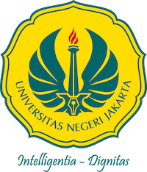 UNIVERSITAS NEGERI JAKARTA
Intelligentia - Dignitas